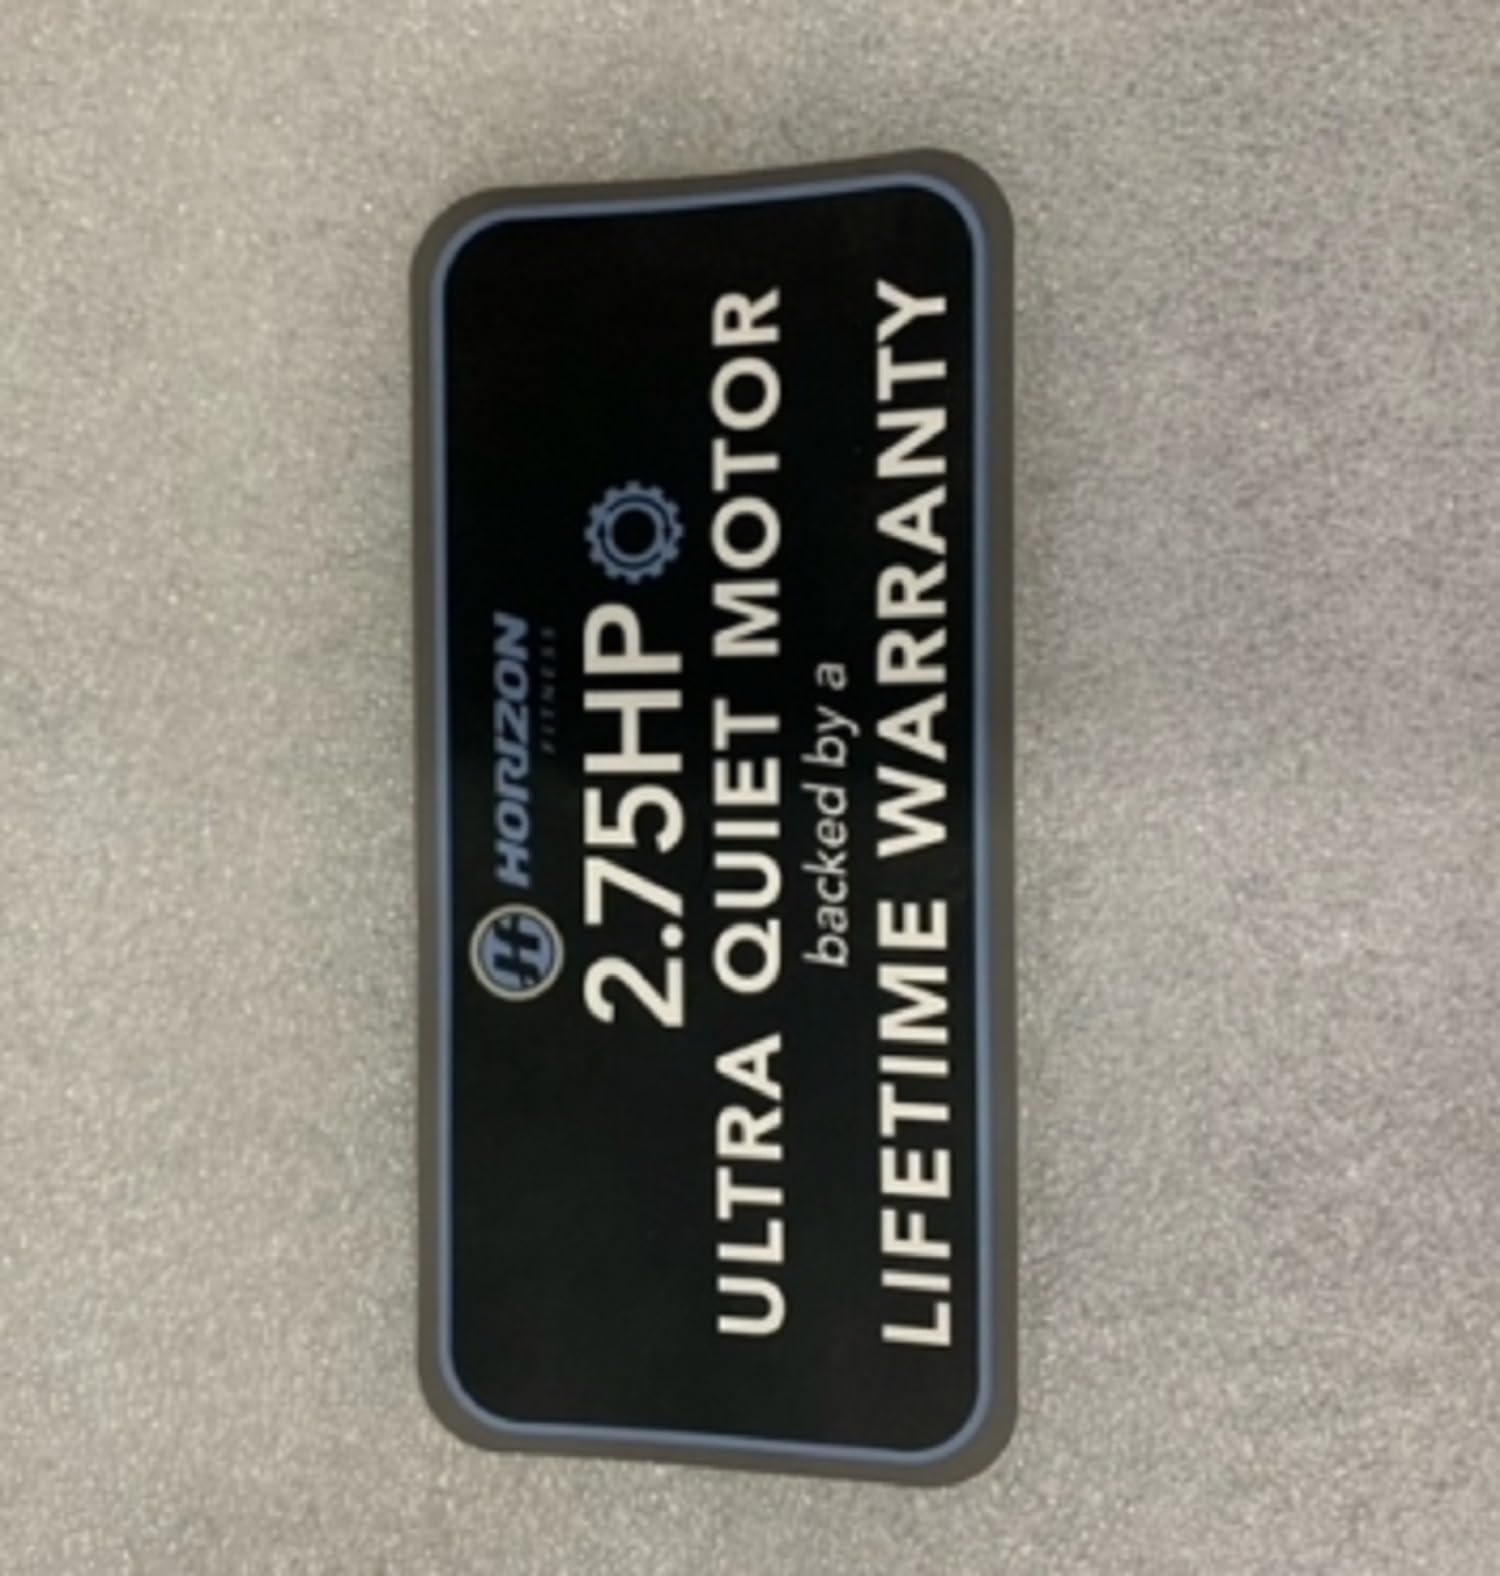 HORIZON
FITNESS
2.75HP
ULTRA QUIET MOTOR
backed by a
LIFETIME WARRANTY